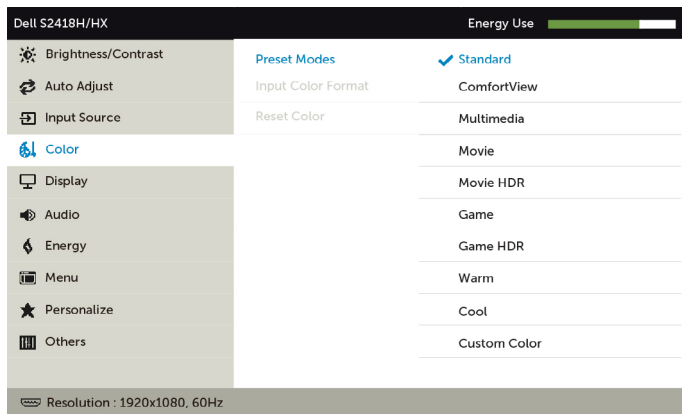 Dell S2418H/HX
Energy Use
Brightness/Contrast
Auto Adjust
Input Source
Color
Display
Audio
Energy
Menu
Personalize
Others
Preset Modes
Input Color Format
Reset Color
Standard
ComfortView
Multimedia
Movie
Movie HDR
Game
Game HDR
Warm
Cool
Custom Color
Resolution : 1920x1080, 60Hz